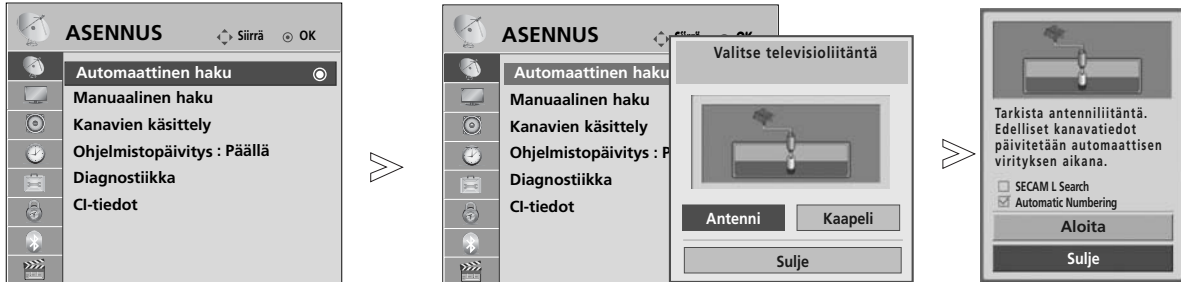 ASENNUS
Siirrä OK
Automaattinen haku
Manuaalinen haku
Kanavien käsittely
Ohjelmistopäivitys : Päällä
Diagnostiikka
CI-tiedot
ASENNUS
OK
Automaattinen haku
Manuaalinen haku
Kanavien käsittely
Ohjelmistopäivitys : P
Diagnostiikka
CI-tiedot
Valitse televisioliitäntä
Antenni Kaapeli
Sulje
Tarkista antenniliitäntä.
Edelliset kanavatiedot
päivitetään automaattisen
virityksen aikana.
SECAM L Search
Automatic Numbering
Aloita
Sulje